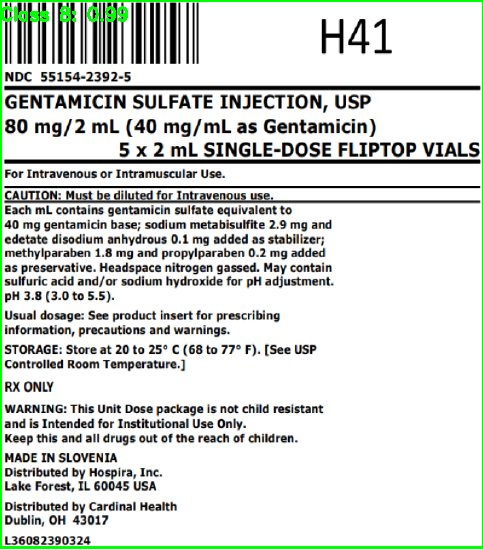 Closs 8: 0.99
H41
NDC 55154-2392-5
GENTAMICIN SULFATE INJECTION, USP
80 mg/2 mL (40 mg/mL as Gentamicin)
5 x 2 mL SINGLE-DOSE FLIPTOP VIALS
For Intravenous or Intramuscular Use.
CAUTION: Must be diluted for Intravenous use.
Each mL contains gentamicin sulfate equivalent to
40 mg gentamicin base; sodium metabisulfite 2.9 mg and
edetate disodium anhydrous 0.1 mg added as stabilizer;
methylparaben 1.8 mg and propylparaben 0.2 mg added
as preservative. Headspace nitrogen gassed. May contain
sulfuric acid and/or sodium hydroxide for pH adjustment.
pH 3.8 (3.0 to 5.5).
Usual dosage: See product insert for prescribing
information, precautions and warnings.
STORAGE: Store at 20 to 25° C (68 to 77° F). [See USP
Controlled Room Temperature.]
RX ONLY
WARNING: This Unit Dose package is not child resistant
and is Intended for Institutional Use Only.
Keep this and all drugs out of the reach of children.
MADE IN SLOVENIA
Distributed by Hospira, Inc.
Lake Forest, IL 60045 USA
Distributed by Cardinal Health
Dublin, OH 43017
L36082390324